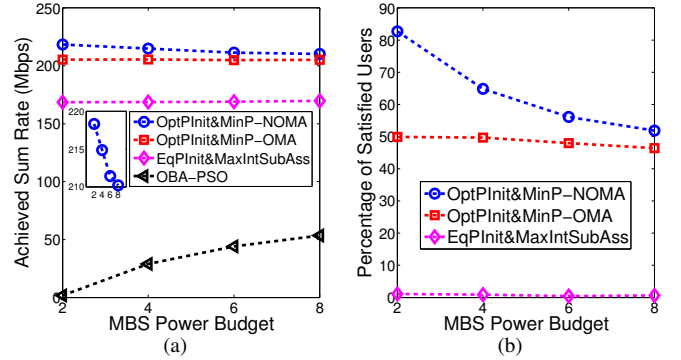 250
200
150
100
50
0
Achieved Sum Rate (Mbps)
220
215
210
2 4 6 8
OptPInit&MinP−NOMA
OptPInit&MinP−OMA
EqPInit&MaxIntSubAss
OBA−PSO
2 4 6 8
MBS Power Budget
(a)
90
80
70
60
50
40
30
20
10
0
Percentage of Satisfied Users
OptPInit&MinP−NOMA
OptPInit&MinP−OMA
EqPInit&MaxIntSubAss
2 4 6 8
MBS Power Budget
(b)